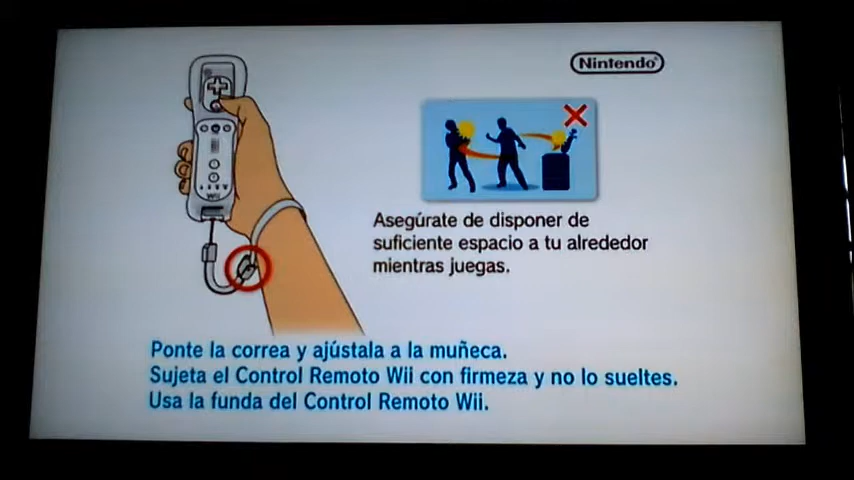 Nintendo
Asegúrate de disponer de
suficiente espacio a tu alrededor
mientras juegas.
Wii
Ponte la correa y ajústala a la muñeca.
Sujeta el Control Remoto Wii con firmeza y no lo sueltes.
Usa la funda del Control Remoto Wii.